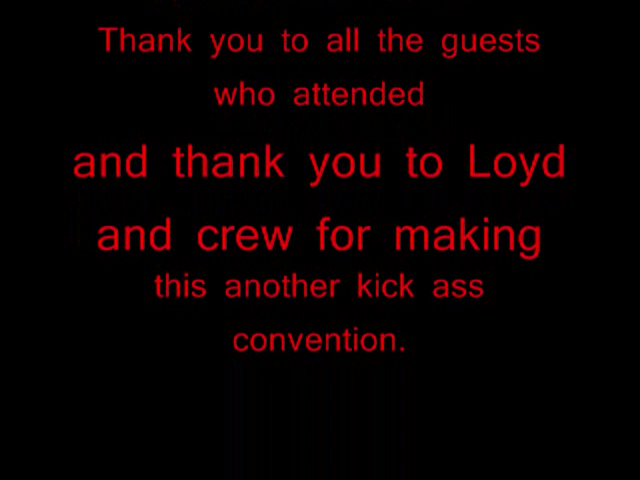 Thank you to all the guests
who attended
and thank you to Loyd
and crew for making
this another kick ass
convention.